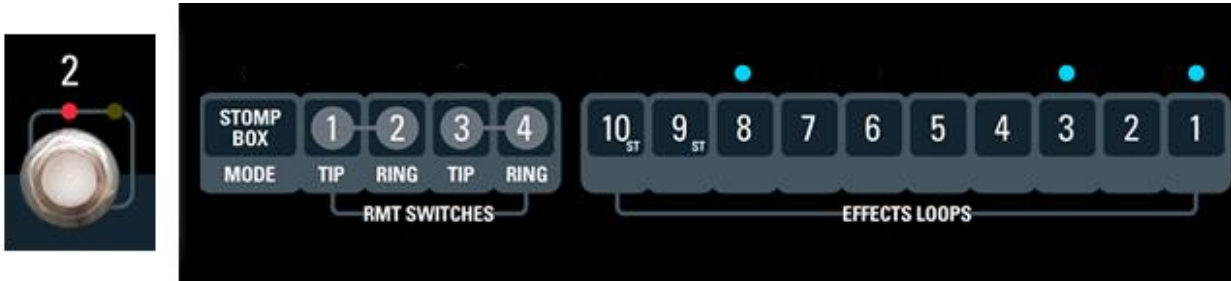 2
STOMP BOX 1 2 3 4 10 ST 9 ST 8 7 6 5 4 3 2 1
MODE TIP RING TIP RING
RMT SWITCHES EFFECTS LOOPS